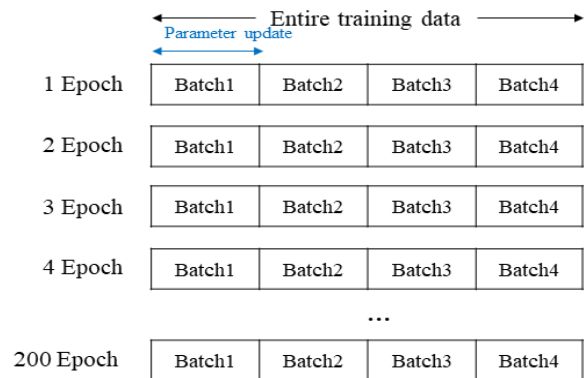 Entire training data
Parameter update
1 Epoch Batch1 Batch2 Batch3 Batch4
2 Epoch Batch1 Batch2 Batch3 Batch4
3 Epoch Batch1 Batch2 Batch3 Batch4
4 Epoch Batch1 Batch2 Batch3 Batch4
...
200 Epoch Batch1 Batch2 Batch3 Batch4